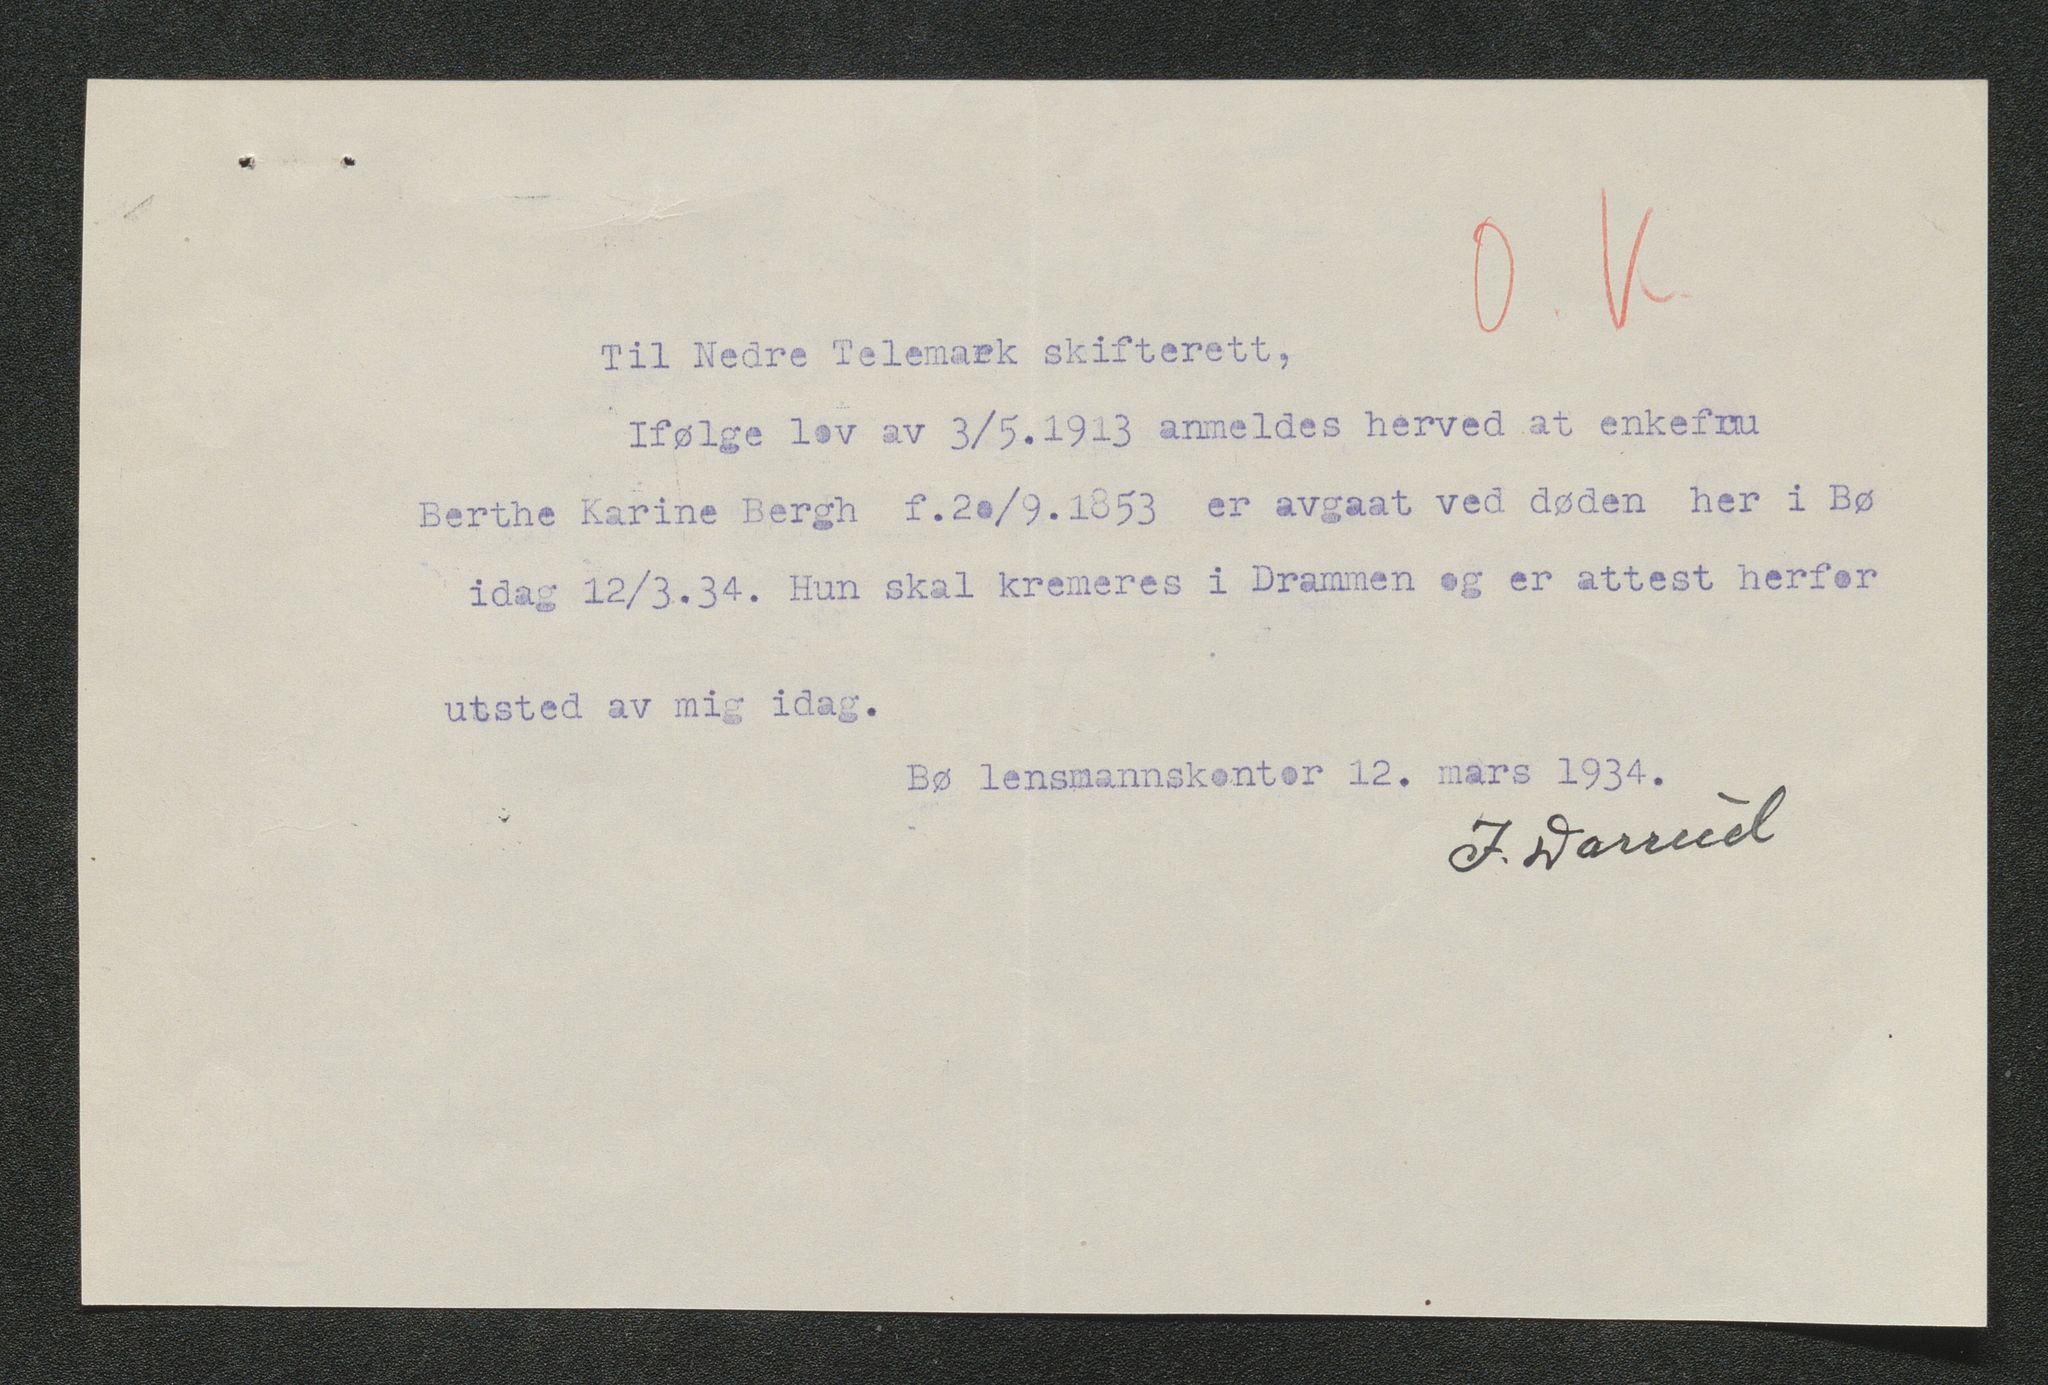 O. K.
Til Nedre Telemark skifterett,
Ifølge lov av 3/5.1913 anmeldes herved at enkefru
Berthe Karine Bergh f.20/9.1853 er avgaat ved døden her i Bø
idag 12/3.34. Hun skal kremeres i Drammen og er attest herfor
utsted av mig idag.
Bø lensmannskontor 12. mars 1934.
J. Darrud